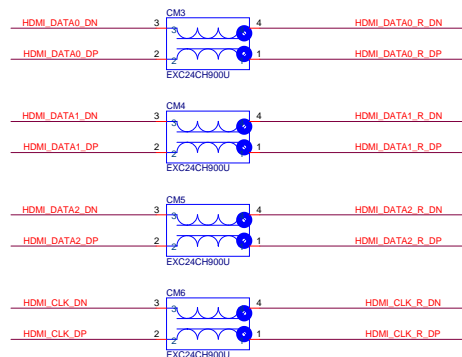 CM3
HDMI_DATA0_DN 3 3 4 HDMI_DATA0_R_DN
HDMI_DATA0_DP 2 2 1 HDMI_DATA0_R_DP
EXC24CH900U
CM4
HDMI_DATA1_DN 3 3 4 HDMI_DATA1_R_DN
HDMI_DATA1_DP 2 2 1 HDMI_DATA1_R_DP
EXC24CH900U
CM5
HDMI_DATA2_DN 3 3 4 HDMI_DATA2_R_DN
HDMI_DATA2_DP 2 2 1 HDMI_DATA2_R_DP
EXC24CH900U
CM6
HDMI_CLK_DN 3 3 4 HDMI_CLK_R_DN
HDMI_CLK_DP 2 2 1 HDMI_CLK_R_DP
EXC24CH900U